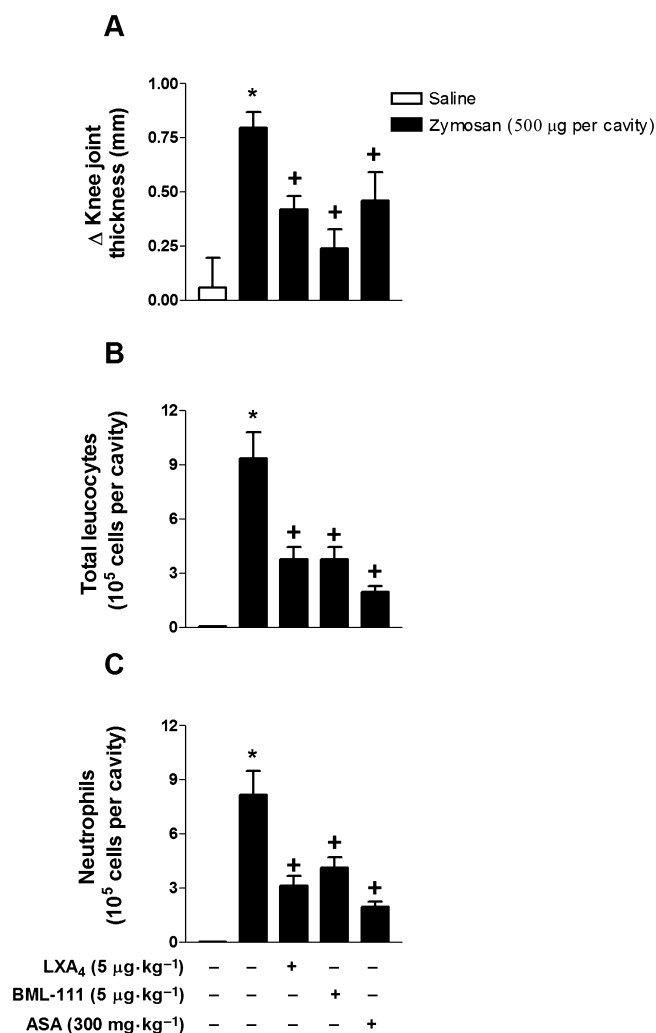 A
Δ Knee joint
thickness (mm)
1.00
0.75
0.50
0.25
0.00
*
+
+
+
Saline
Zymosan (500 μg per cavity)
B
Total leucocytes
(10⁵ cells per cavity)
12
9
6
3
0
*
+
+
+
C
Neutrophils
(10⁵ cells per cavity)
12
9
6
3
0
*
+
+
+
LXA₄ (5 μg·kg⁻¹) – – + – –
BML-111 (5 μg·kg⁻¹) – – – + –
ASA (300 mg·kg⁻¹) – – – – +